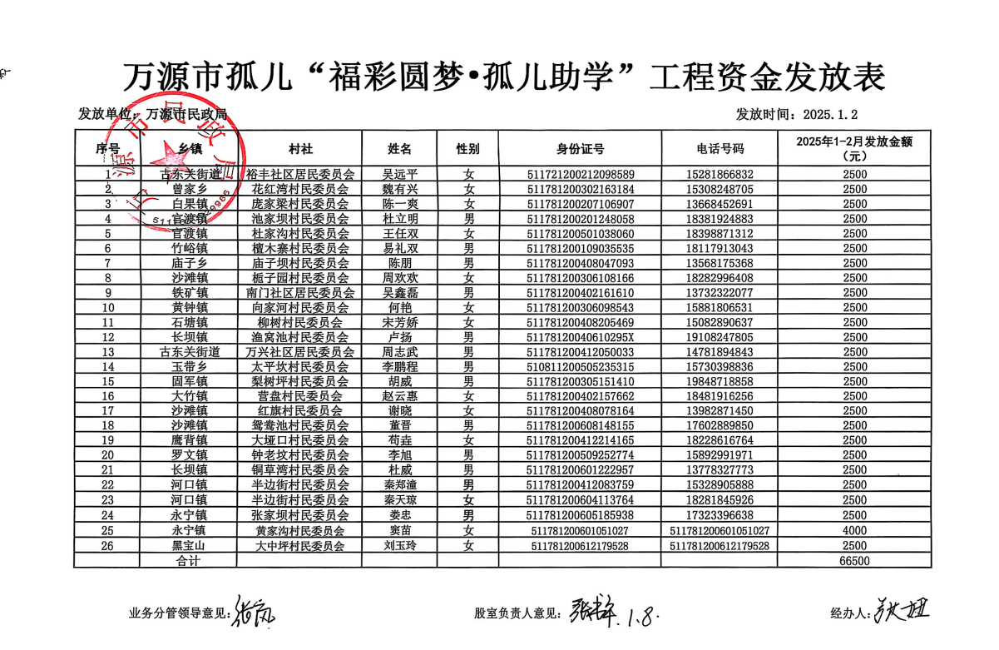 万源市孤儿“福彩圆梦•孤儿助学”工程资金发放表
发放单位：万源市民政局 发放时间：2025.1.2
序号 乡镇 村社 姓名 性别 身份证号 电话号码 2025年1-2月发放金额（元）
1 古东关街道 裕丰社区居民委员会 吴远平 女 511721200212098589 15281866832 2500
2 曾家乡 花红湾村民委员会 魏有兴 女 511781200302163184 15308248705 2500
3 白果镇 庞家梁村民委员会 陈一爽 女 511781200207106907 13668452691 2500
4 官渡镇 池家坝村民委员会 杜立明 男 511781200201248058 18381924883 2500
5 官渡镇 杜家沟村民委员会 王任双 女 511781200501038060 18398871312 2500
6 竹峪镇 檀木寨村民委员会 易礼双 男 511781200109035535 18117913043 2500
7 庙子乡 庙子坝村民委员会 陈朋 男 511781200408047093 13568175368 2500
8 沙滩镇 栀子园村民委员会 周欢欢 女 511781200306108166 18282996408 2500
9 铁矿镇 南门社区居民委员会 吴鑫磊 男 511781200402161610 13732322077 2500
10 黄钟镇 向家河村民委员会 何艳 女 511781200306098543 15881806531 2500
11 石塘镇 柳树村民委员会 宋芳娇 女 511781200408205469 15082890637 2500
12 长坝镇 渔窝池村民委员会 卢扬 男 51178120040610295X 19108247805 2500
13 古东关街道 万兴社区居民委员会 周志武 男 511781200412050033 14781894843 2500
14 玉带乡 太平坎村民委员会 李鹏程 男 510811200505235315 15730398836 2500
15 固军镇 梨树坪村民委员会 胡威 男 511781200305151410 19848718858 2500
16 大竹镇 营盘村民委员会 赵云惠 女 511781200402157662 18481916256 2500
17 沙滩镇 红旗村民委员会 谢晓 女 511781200408078164 13982871450 2500
18 沙滩镇 鸳鸯池村民委员会 董晋 男 511781200608148155 17602889850 2500
19 鹰背镇 大垭口村民委员会 苟垚 女 511781200412214165 18228616764 2500
20 罗文镇 钟老坟村民委员会 李旭 男 511781200509252774 15892991971 2500
21 长坝镇 铜草湾村民委员会 杜威 男 511781200601222957 13778327773 2500
22 河口镇 半边街村民委员会 秦郑潼 男 511781200412083759 15328905888 2500
23 河口镇 半边街村民委员会 秦天琼 女 511781200604113764 18281845926 2500
24 永宁镇 张家坝村民委员会 娄忠 男 511781200605185938 17323396638 2500
25 永宁镇 黄家沟村民委员会 窦苗 女 511781200601051027 511781200601051027 4000
26 黑宝山 大中坪村民委员会 刘玉玲 女 511781200612179528 511781200612179528 2500
合计 66500
业务分管领导意见： 股室负责人意见： 1.8. 经办人：